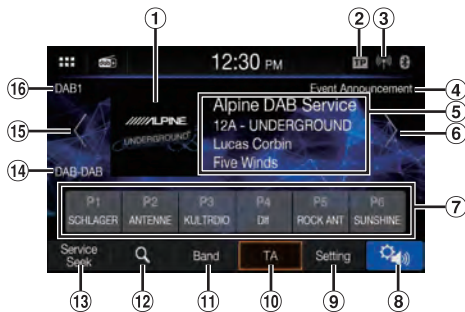 1
2
3
12:30 PM
TP
16
DAB1
Event Announcement
4
ALPINE
UNDERGROUND
Alpine DAB Service
12A - UNDERGROUND
Lucas Corbin
Five Winds
5
15
6
14
DAB-DAB
P1
P2
P3
P4
P5
P6
SCHLAGER
ANTENNE
KULTRDIO
Dlf
ROCK ANT
SUNSHINE
7
Service
Seek
Band
TA
Setting
13
12
11
10
9
8